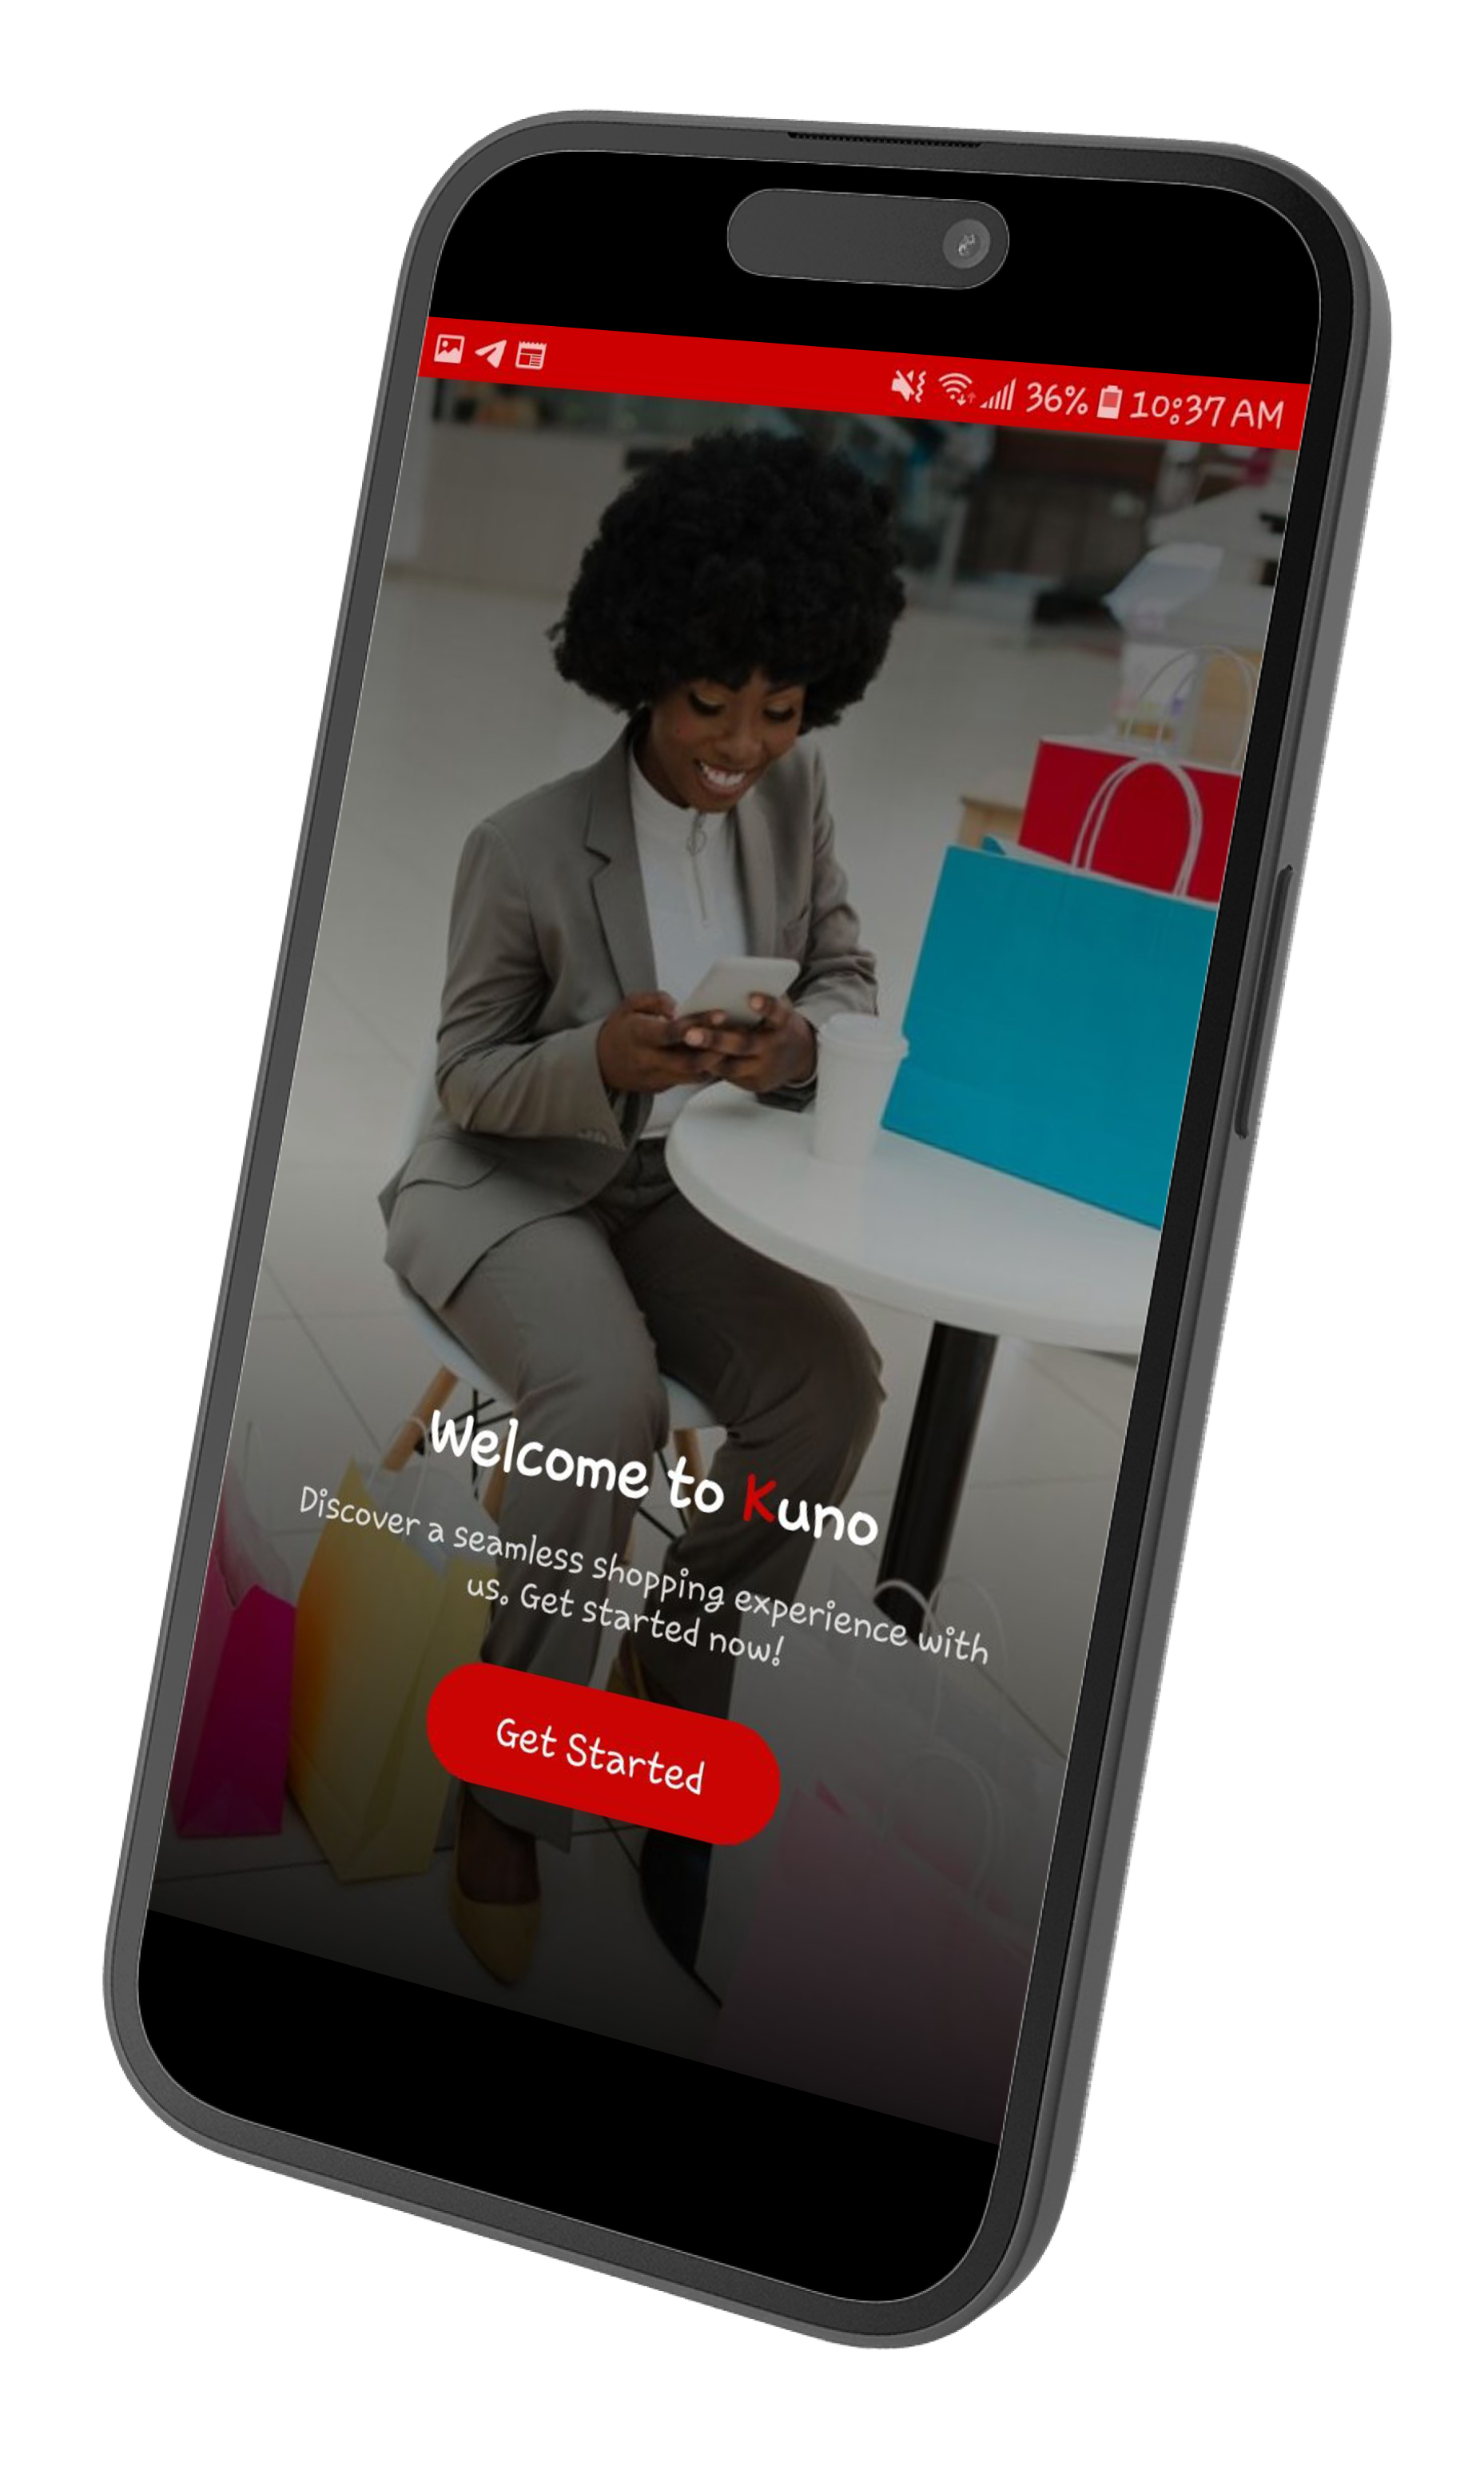 36% 10:37 AM
Welcome to Kuno
Discover a seamless shopping experience with
us. Get started now!
Get Started